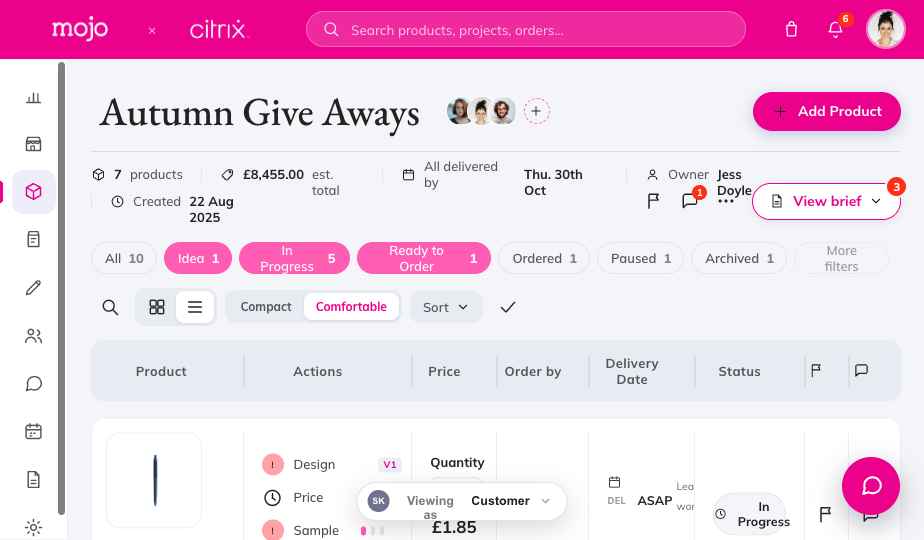 mojo × citrix
Search products, projects, orders...
6
Autumn Give Aways
Add Product
7 products
£8,455.00 est. total
All delivered by Thu. 30th Oct
Owner Jess Doyle
Created 22 Aug 2025
1
View brief
3
All 10
Idea 1
In Progress 5
Ready to Order 1
Ordered 1
Paused 1
Archived 1
More filters
Compact Comfortable
Sort
Product Actions Price Order by Delivery Date Status
Design V1
Price
Sample
Quantity
£1.85
DEL ASAP
In Progress
SK Viewing as Customer